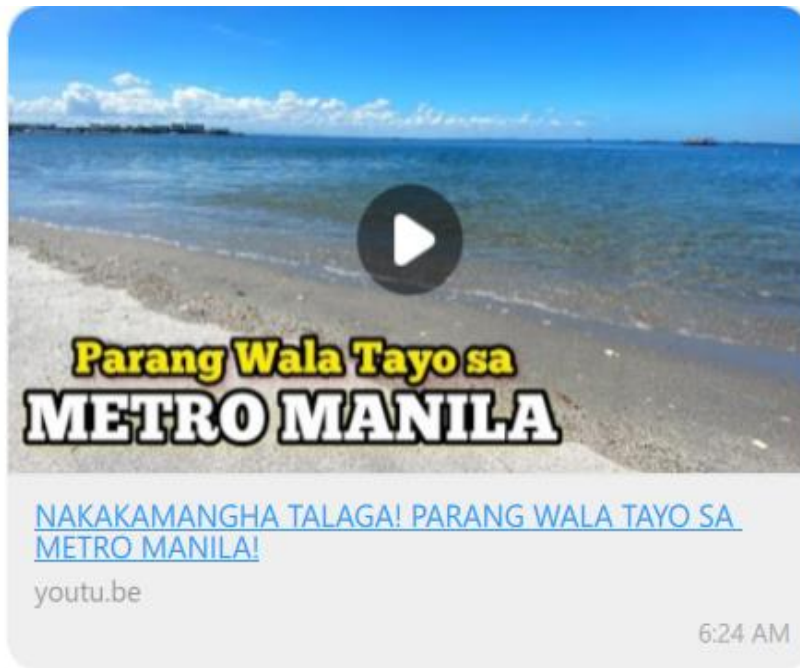 Parang Wala Tayo sa
METRO MANILA
NAKAKAMANGHA TALAGA! PARANG WALA TAYO SA
METRO MANILA!
youtu.be
6:24 AM